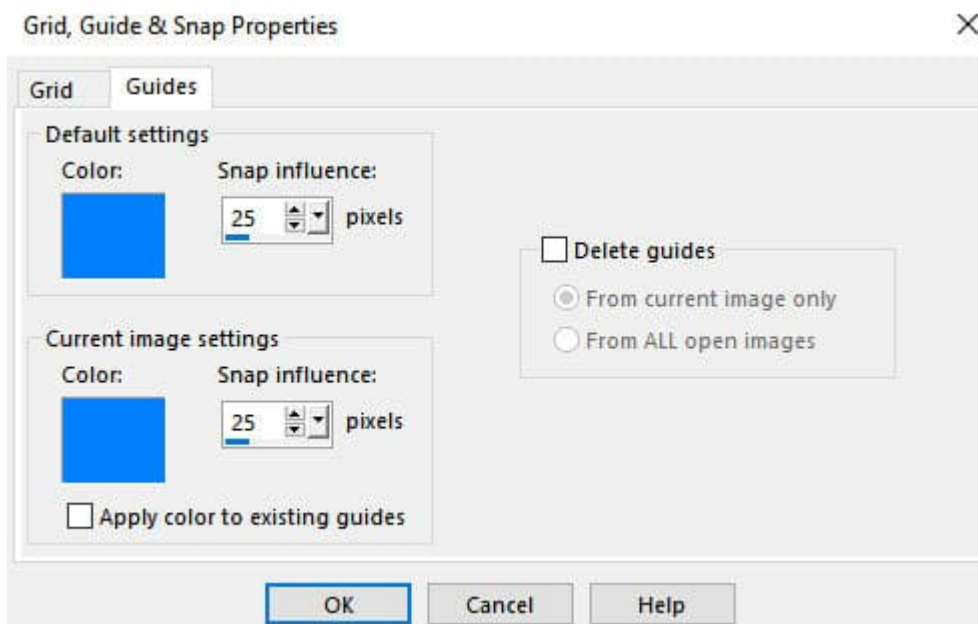 Grid, Guide & Snap Properties
Grid
Guides
Default settings
Color:
Snap influence:
25
pixels
Current image settings
Color:
Snap influence:
25
pixels
Apply color to existing guides
Delete guides
From current image only
From ALL open images
OK
Cancel
Help